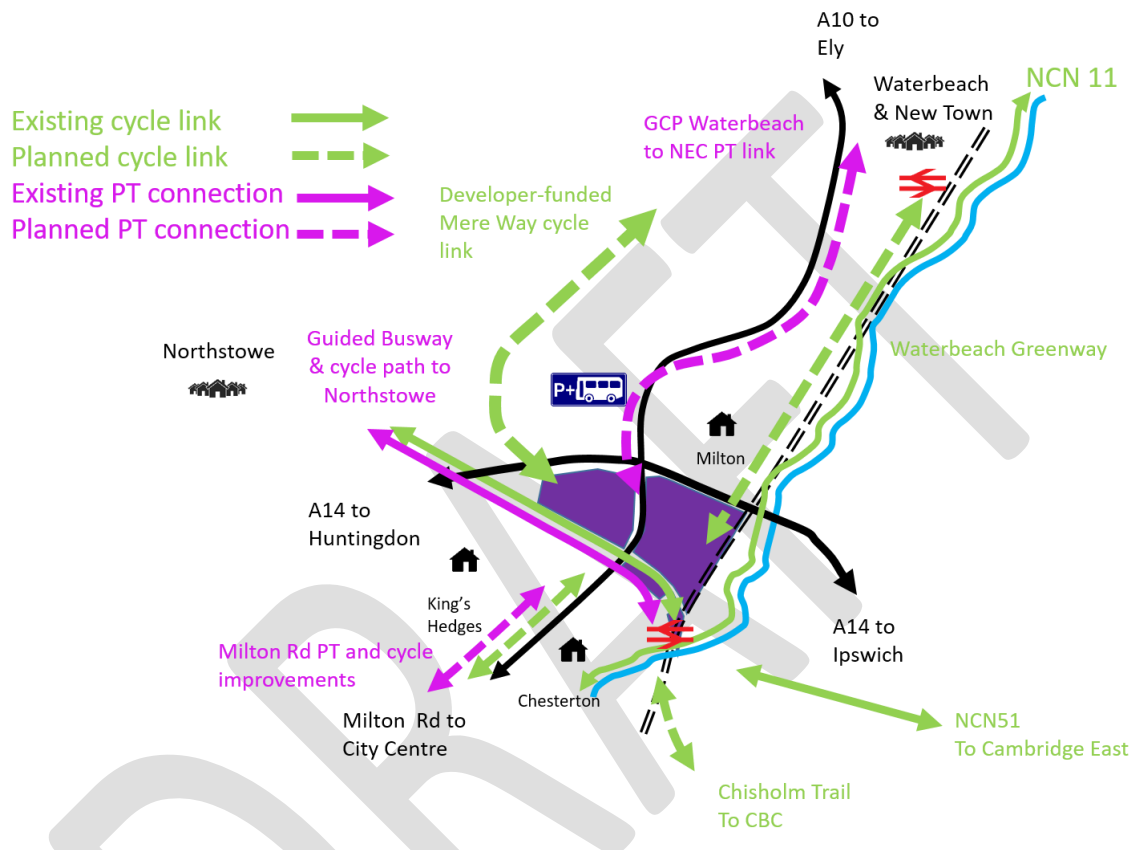 A10 to
Ely
Waterbeach
& New Town
NCN 11
Existing cycle link
Planned cycle link
Existing PT connection
Planned PT connection
GCP Waterbeach
to NEC PT link
Developer-funded
Mere Way cycle
link
Northstowe
Guided Busway
& cycle path to
Northstowe
P+
Waterbeach Greenway
Milton
A14 to
Huntingdon
King's
Hedges
A14 to
Ipswich
Milton Rd PT and cycle
improvements
Chesterton
Milton Rd to
City Centre
NCN51
To Cambridge East
Chisholm Trail
To CBC
DRAFT